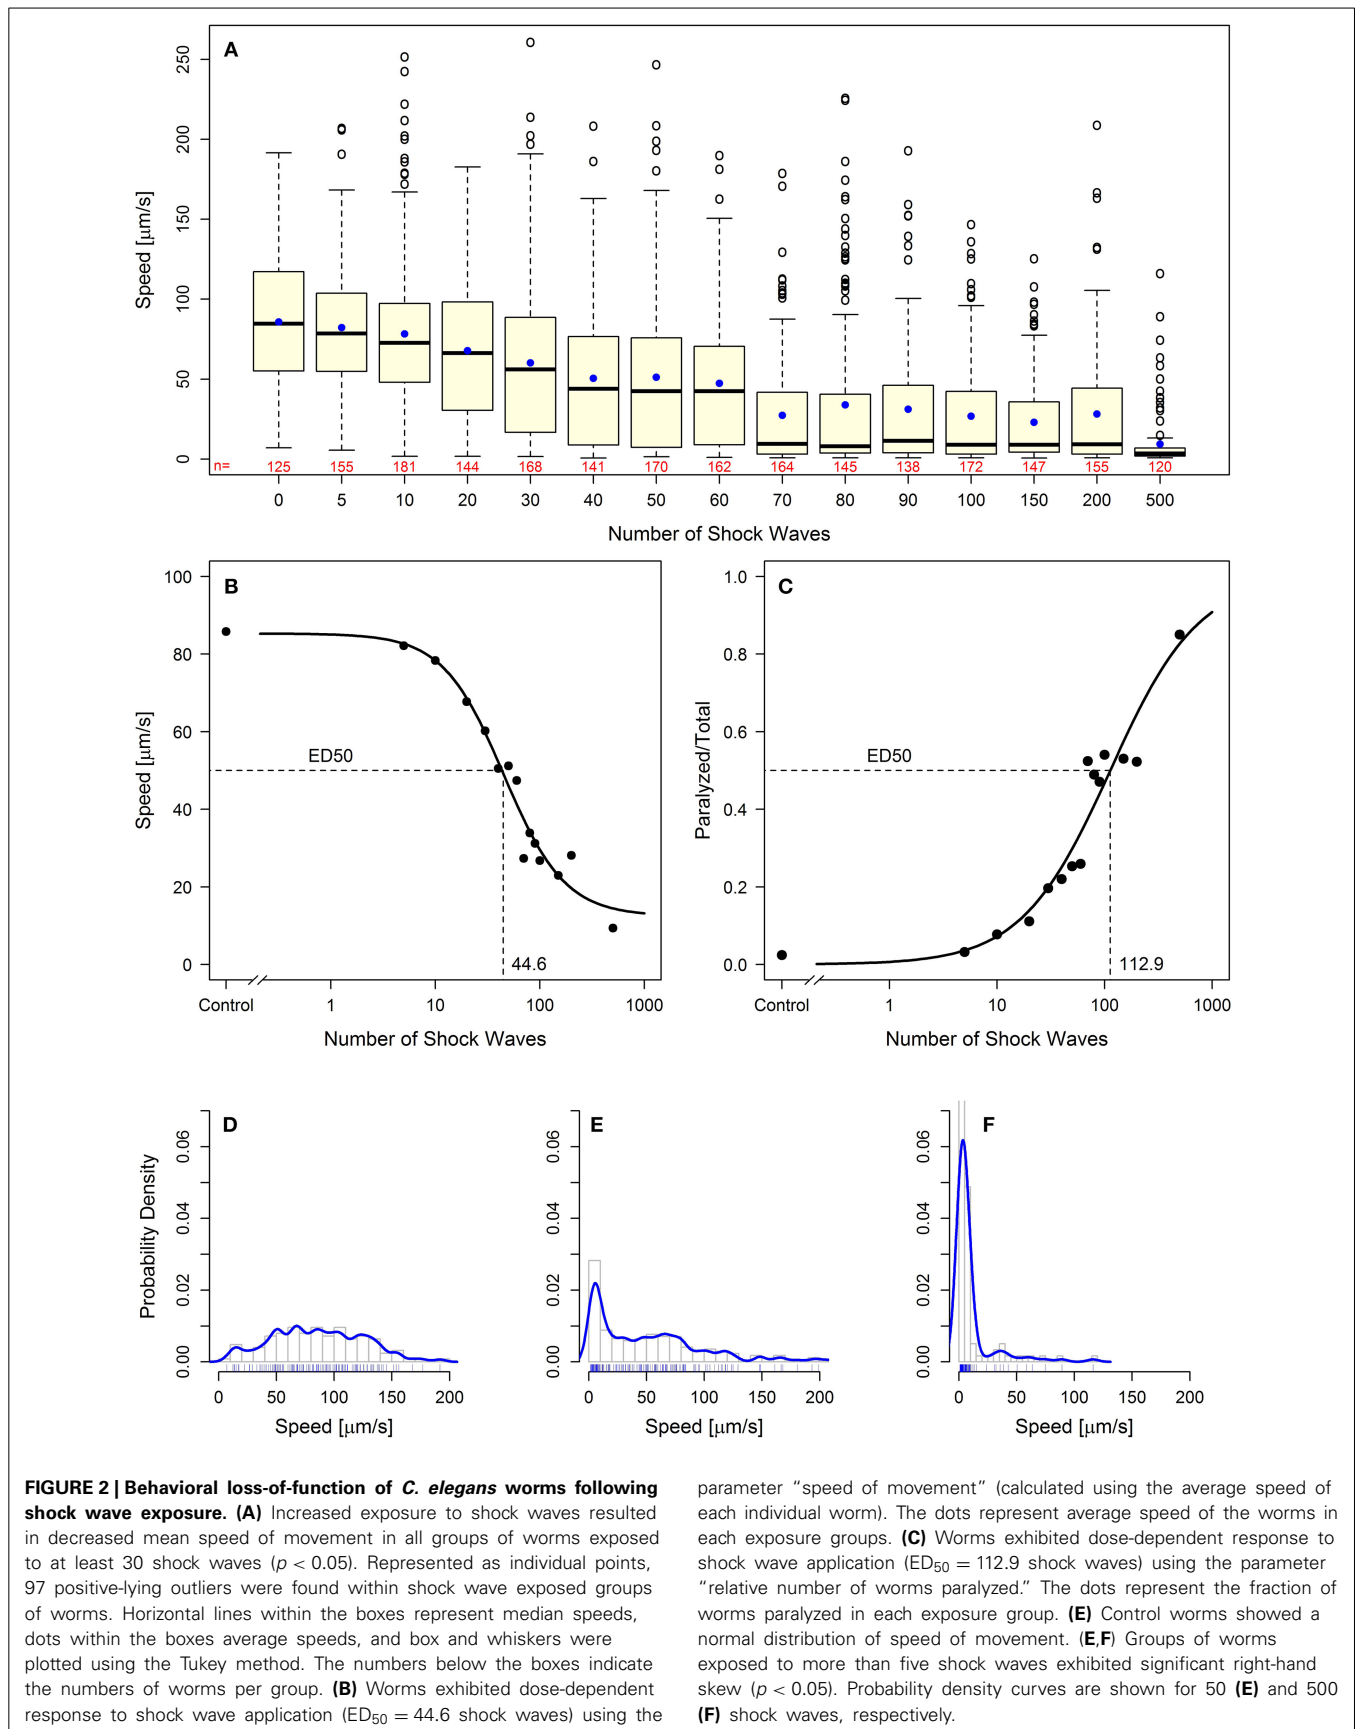 A
250
200
150
100
50
0
Speed [μm/s]
n= 125 155 181 144 168 141 170 162 164 145 138 172 147 155 120
0 5 10 20 30 40 50 60 70 80 90 100 150 200 500
Number of Shock Waves
B
100
80
60
40
20
0
Speed [μm/s]
ED50
44.6
Control 1 10 100 1000
Number of Shock Waves
C
1.0
0.8
0.6
0.4
0.2
0.0
Paralyzed/Total
ED50
112.9
Control 1 10 100 1000
Number of Shock Waves
D
0.06
0.04
0.02
0.00
Probability Density
0 50 100 150 200
Speed [μm/s]
E
0.06
0.04
0.02
0.00
0 50 100 150 200
Speed [μm/s]
F
0.06
0.04
0.02
0.00
0 50 100 150 200
Speed [μm/s]
FIGURE 2 | Behavioral loss-of-function of C. elegans worms following
shock wave exposure. (A) Increased exposure to shock waves resulted
in decreased mean speed of movement in all groups of worms exposed
to at least 30 shock waves (p < 0.05). Represented as individual points,
97 positive-lying outliers were found within shock wave exposed groups
of worms. Horizontal lines within the boxes represent median speeds,
dots within the boxes average speeds, and box and whiskers were
plotted using the Tukey method. The numbers below the boxes indicate
the numbers of worms per group. (B) Worms exhibited dose-dependent
response to shock wave application (ED50 = 44.6 shock waves) using the
parameter “speed of movement” (calculated using the average speed of
each individual worm). The dots represent average speed of the worms in
each exposure groups. (C) Worms exhibited dose-dependent response to
shock wave application (ED50 = 112.9 shock waves) using the parameter
“relative number of worms paralyzed.” The dots represent the fraction of
worms paralyzed in each exposure group. (E) Control worms showed a
normal distribution of speed of movement. (E,F) Groups of worms
exposed to more than five shock waves exhibited significant right-hand
skew (p < 0.05). Probability density curves are shown for 50 (E) and 500
(F) shock waves, respectively.